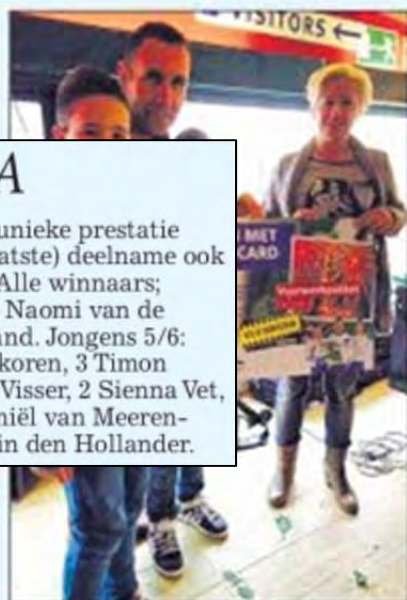 VISITORS ←
A
unieke prestatie
atste) deelname ook
Alle winnaars;
Naomi van de
and. Jongens 5/6:
koren, 3 Timon
Visser, 2 Sienna Vet,
niël van Meeren-
in den Hollander.
MET
CARD